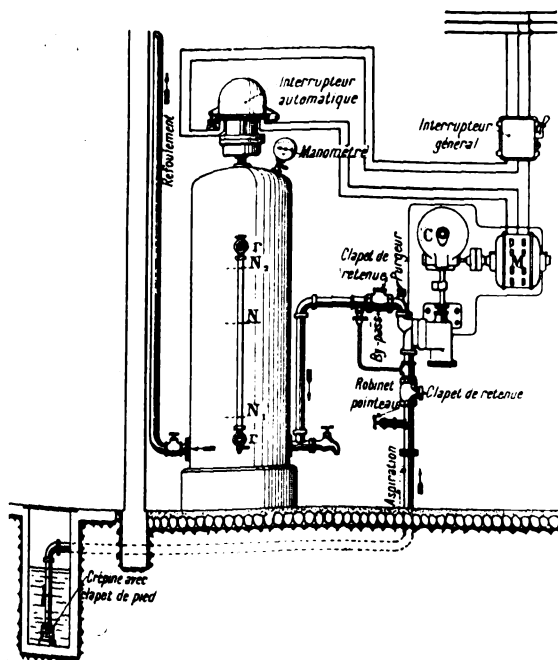 Interrupteur
automatique
Interrupteur
général
Manomètre
Refoulement
C
M
Clapet de
retenue
Purgeur
r
N₂
N
N₁
r
By-pass
Robinet
pointeau
Clapet de retenue
Aspiration
Crépine avec
clapet de pied